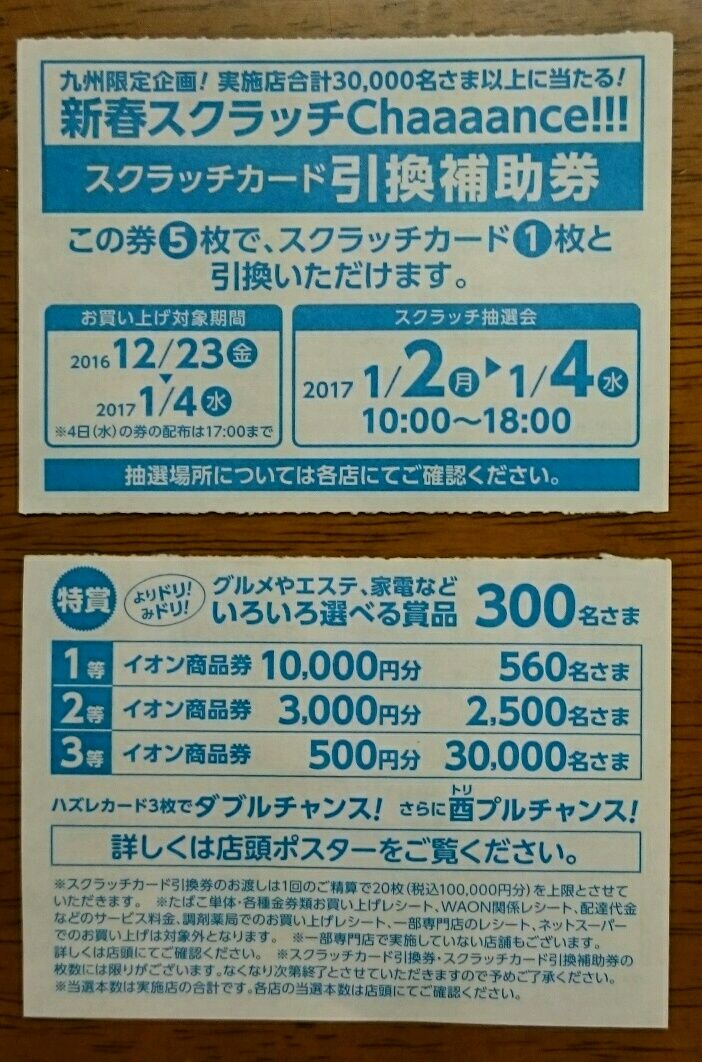 九州限定企画! 実施店合計30,000名さま以上に当たる!
新春スクラッチChaaaance!!!
スクラッチカード引換補助券
この券5枚で、スクラッチカード1枚と
引換いただけます。
お買い上げ対象期間
2016 12/23金
2017 1/4水
※4日(水)の券の配布は17:00まで
スクラッチ抽選会
2017 1/2月▶1/4水
10:00〜18:00
抽選場所については各店にてご確認ください。
特賞 よりドリ!みドリ! グルメやエステ、家電など
いろいろ選べる賞品 300名さま
1等 イオン商品券 10,000円分 560名さま
2等 イオン商品券 3,000円分 2,500名さま
3等 イオン商品券 500円分 30,000名さま
ハズレカード3枚でダブルチャンス! さらに酉プルチャンス!
トリ
詳しくは店頭ポスターをご覧ください。
※スクラッチカード引換券のお渡しは1回のご精算で20枚(税込100,000円分)を上限とさせて
いただきます。 ※たばこ単体・各種金券類お買い上げレシート、WAON関係レシート、配達代金
などのサービス料金、調剤薬局でのお買い上げレシート、一部専門店のレシート、ネットスーパー
でのお買い上げは対象外となります。 ※一部専門店で実施していない店舗もございます。
詳しくは店頭にてご確認ください。 ※スクラッチカード引換券・スクラッチカード引換補助券の
枚数には限りがございます。なくなり次第終了とさせていただきますので予めご了承ください。
※当選本数は実施店の合計です。各店の当選本数は店頭にてご確認ください。